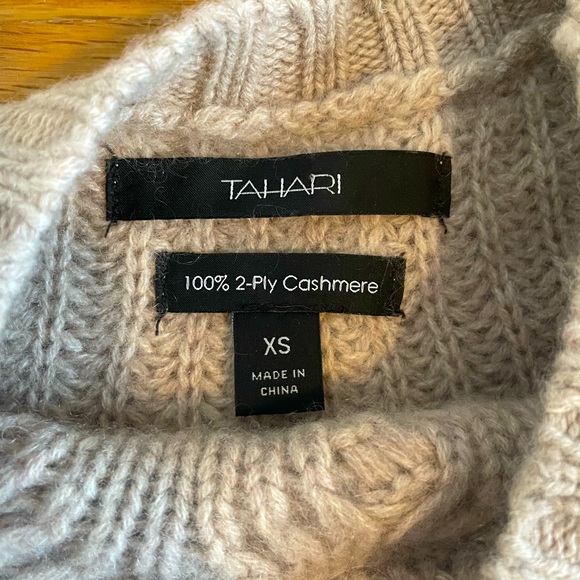 TAHARI
100% 2-Ply Cashmere
XS
MADE IN
CHINA